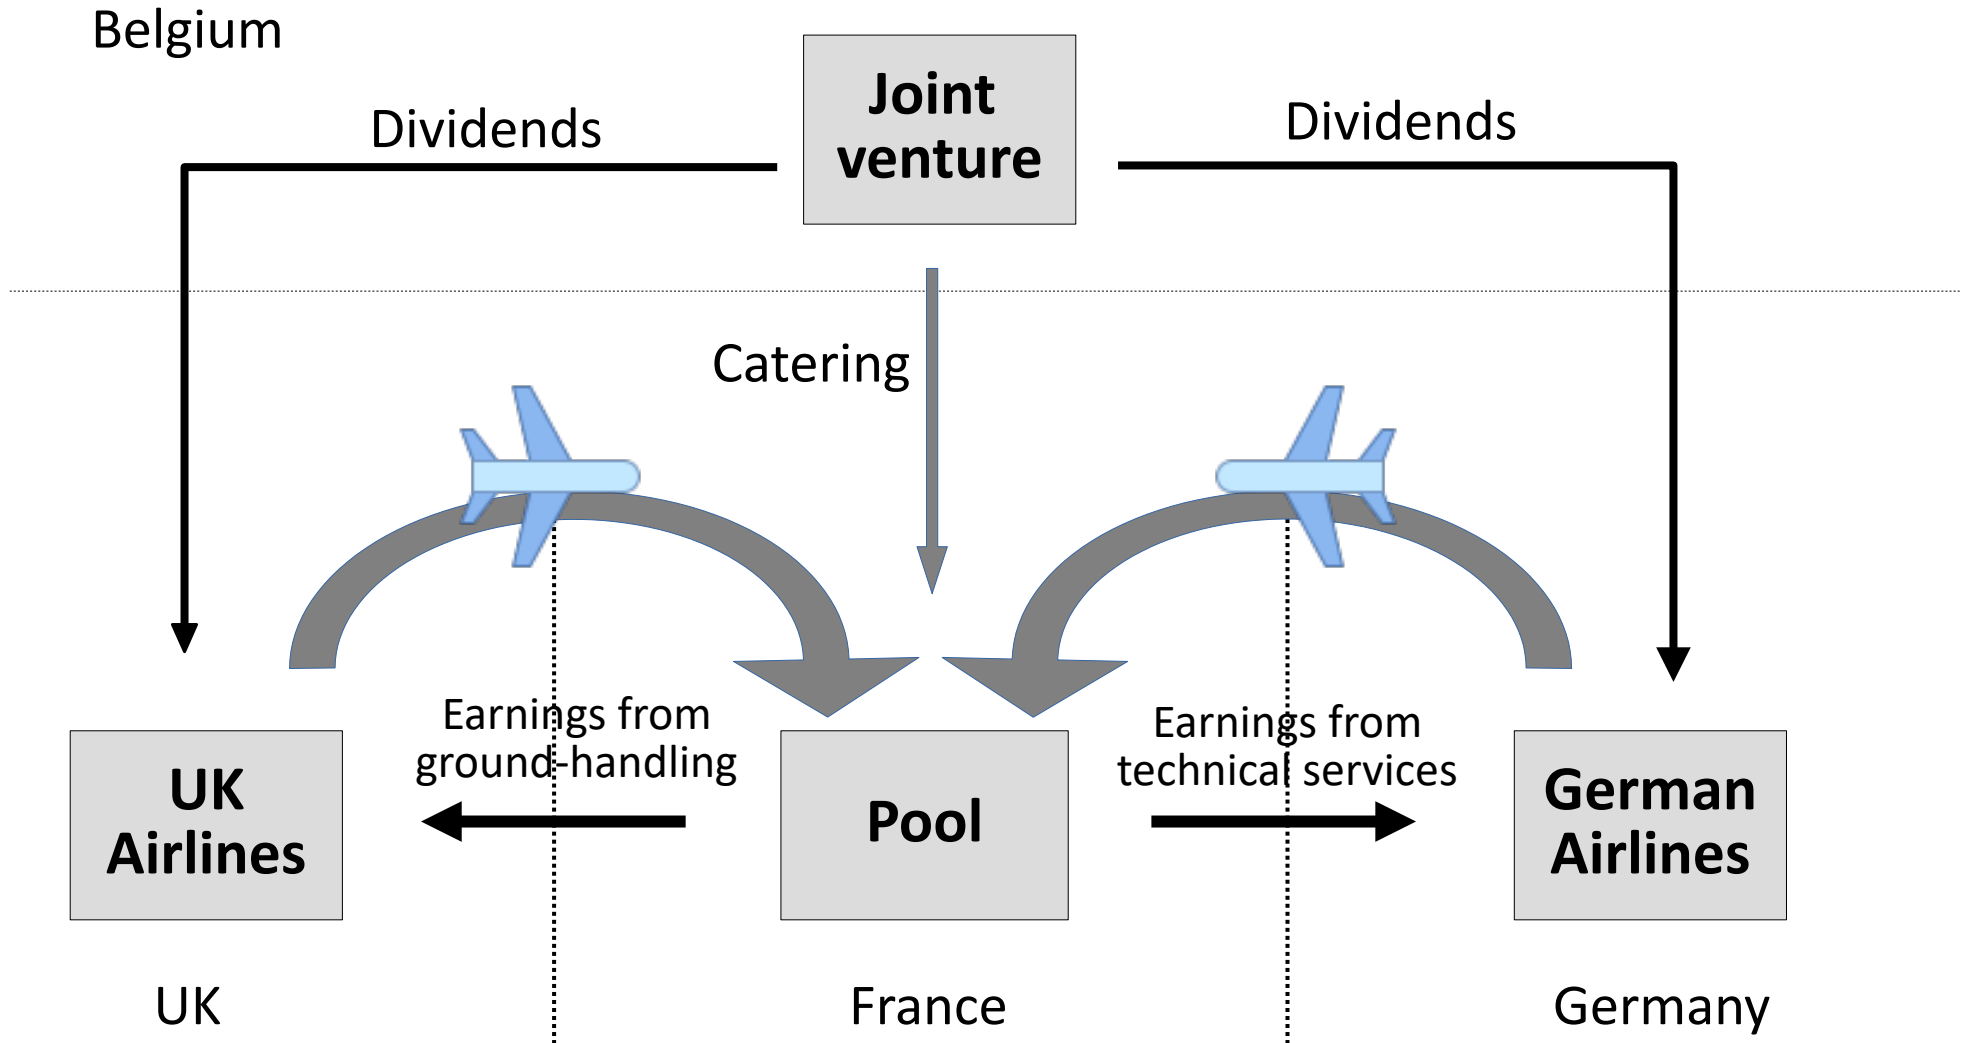 Belgium
Joint
venture
Dividends
Dividends
Catering
Earnings from
ground-handling
Earnings from
technical services
UK
Airlines
Pool
German
Airlines
UK
France
Germany